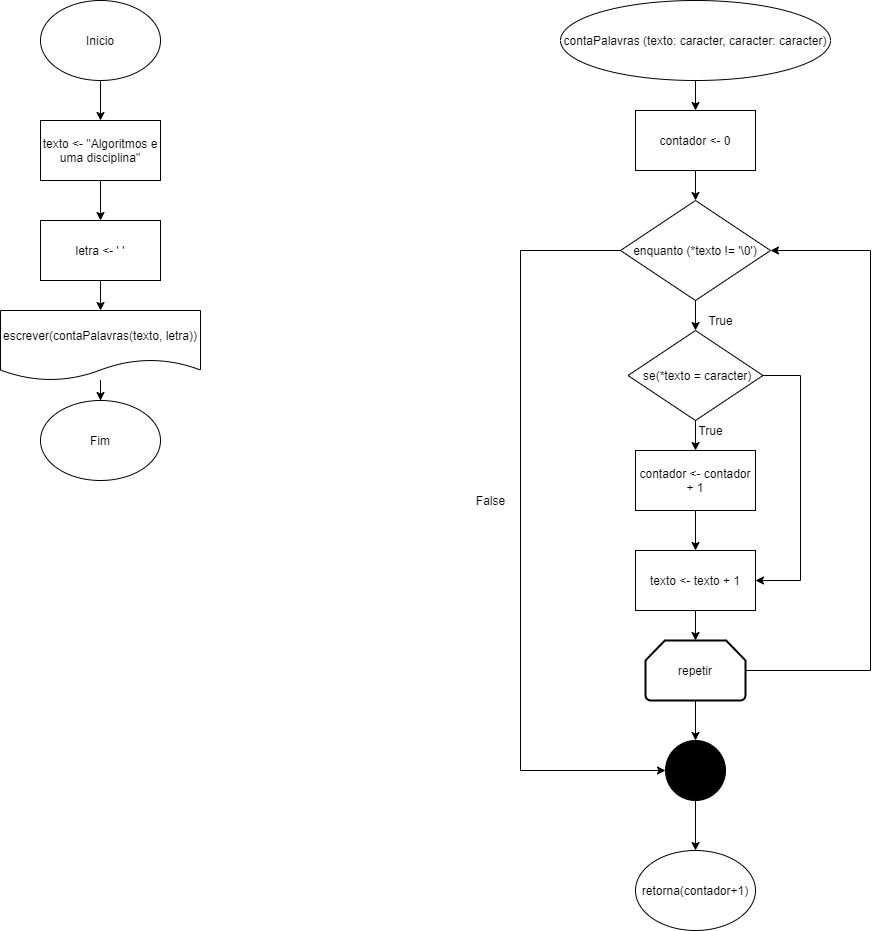 Inicio
texto <- "Algoritmos e
uma disciplina"
letra <- ' '
escrever(contaPalavras(texto, letra))
Fim
contaPalavras (texto: caracter, caracter: caracter)
contador <- 0
enquanto (*texto != '\0')
True
se(*texto = caracter)
True
contador <- contador
+ 1
False
texto <- texto + 1
repetir
retorna(contador+1)